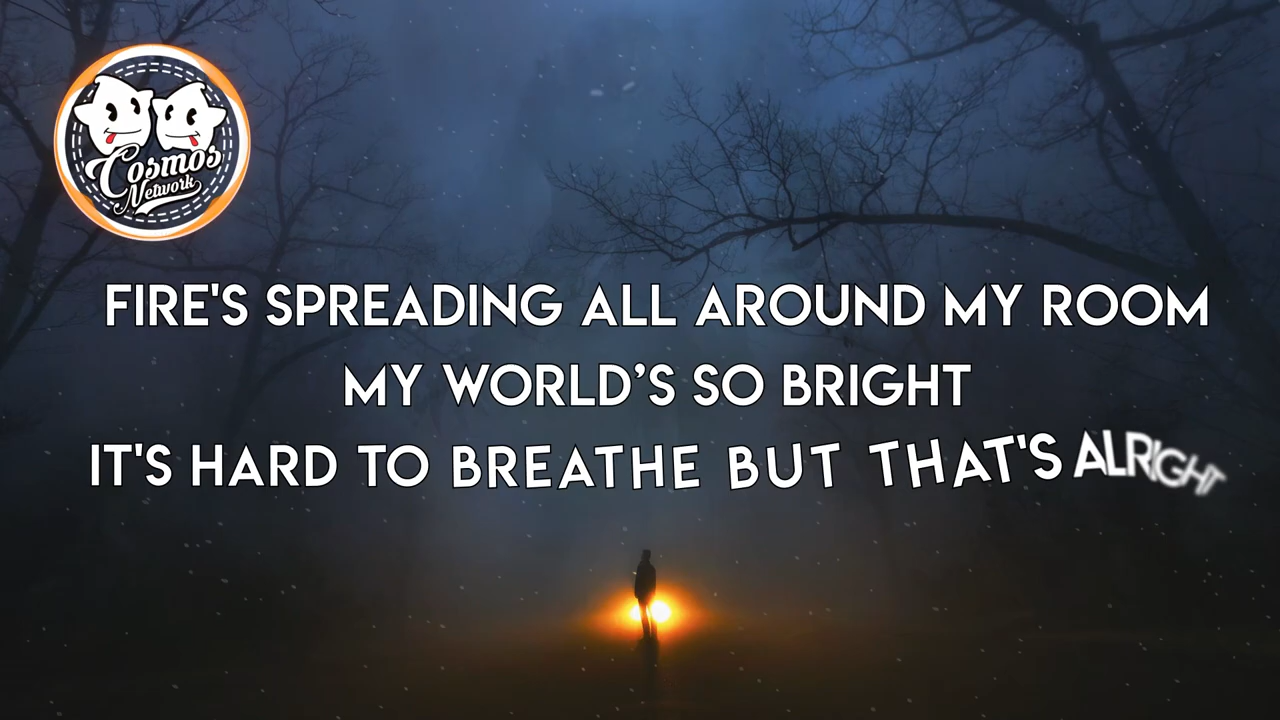 Cosmos
Network
FIRE'S SPREADING ALL AROUND MY ROOM
MY WORLD’S SO BRIGHT
IT'S HARD TO BREATHE BUT THAT'S ALRIGHT